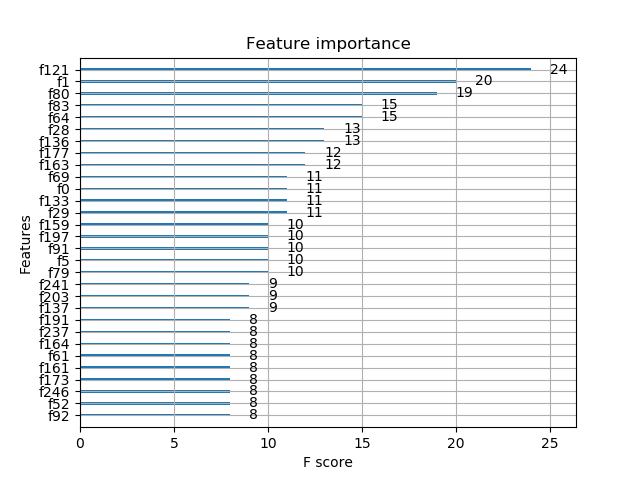 Feature importance
f121 24
f1 20
f80 19
f83 15
f64 15
f28 13
f136 13
f177 12
f163 12
f69 11
f0 11
f133 11
f29 11
f159 10
f197 10
f91 10
f5 10
f79 10
f241 9
f203 9
f137 9
f191 8
f237 8
f164 8
f61 8
f161 8
f173 8
f246 8
f52 8
f92 8
Features
0 5 10 15 20 25
F score